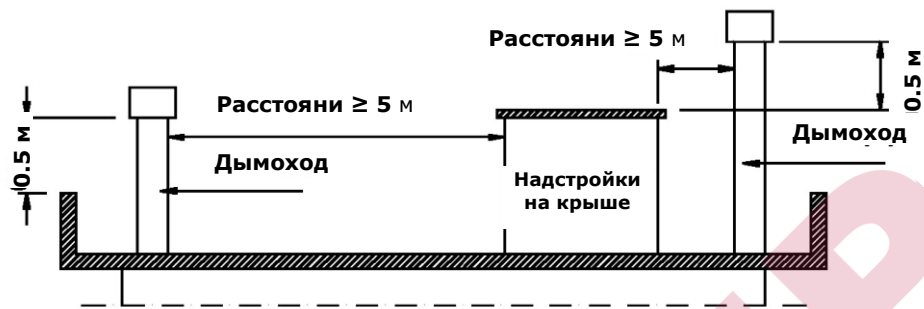 Расстояни ≥ 5 м
Расстояни ≥ 5 м
0.5 м
0.5 м
Дымоход
Дымоход
Надстройки
на крыше